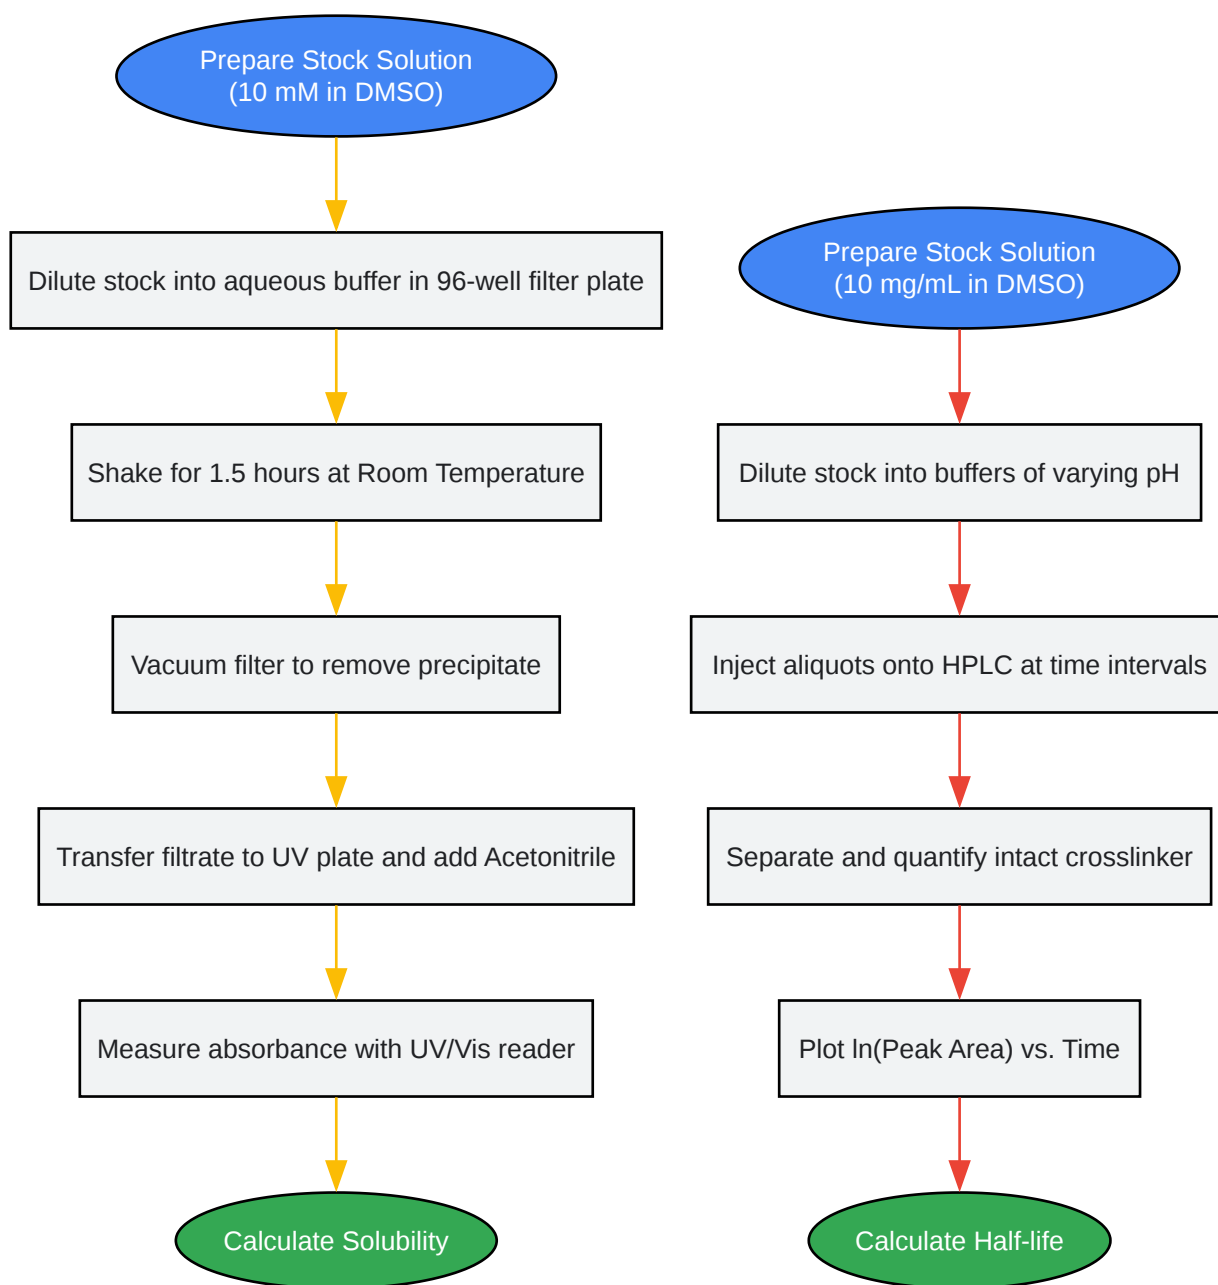 Prepare Stock Solution
(10 mM in DMSO)
Dilute stock into aqueous buffer in 96-well filter plate
Shake for 1.5 hours at Room Temperature
Vacuum filter to remove precipitate
Transfer filtrate to UV plate and add Acetonitrile
Measure absorbance with UV/Vis reader
Calculate Solubility
Prepare Stock Solution
(10 mg/mL in DMSO)
Dilute stock into buffers of varying pH
Inject aliquots onto HPLC at time intervals
Separate and quantify intact crosslinker
Plot ln(Peak Area) vs. Time
Calculate Half-life